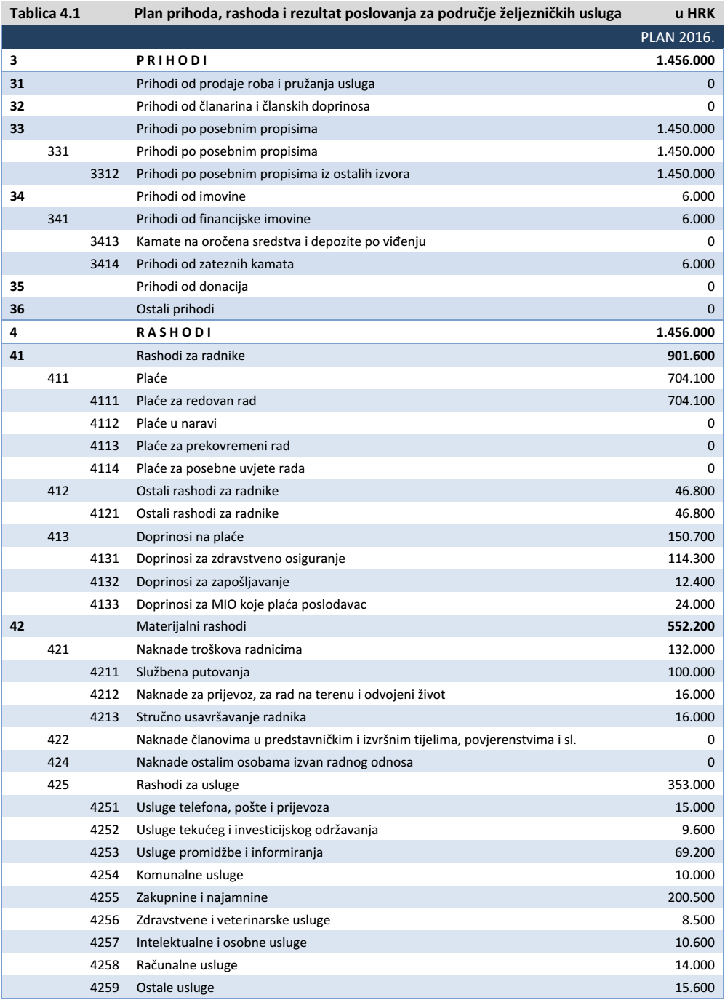 Tablica 4.1 Plan prihoda, rashoda i rezultat poslovanja za područje željezničkih usluga u HRK
PLAN 2016.
3 P R I H O D I 1.456.000
31 Prihodi od prodaje roba i pružanja usluga 0
32 Prihodi od članarina i članskih doprinosa 0
33 Prihodi po posebnim propisima 1.450.000
331 Prihodi po posebnim propisima 1.450.000
3312 Prihodi po posebnim propisima iz ostalih izvora 1.450.000
34 Prihodi od imovine 6.000
341 Prihodi od financijske imovine 6.000
3413 Kamate na oročena sredstva i depozite po viđenju 0
3414 Prihodi od zateznih kamata 6.000
35 Prihodi od donacija 0
36 Ostali prihodi 0
4 R A S H O D I 1.456.000
41 Rashodi za radnike 901.600
411 Plaće 704.100
4111 Plaće za redovan rad 704.100
4112 Plaće u naravi 0
4113 Plaće za prekovremeni rad 0
4114 Plaće za posebne uvjete rada 0
412 Ostali rashodi za radnike 46.800
4121 Ostali rashodi za radnike 46.800
413 Doprinosi na plaće 150.700
4131 Doprinosi za zdravstveno osiguranje 114.300
4132 Doprinosi za zapošljavanje 12.400
4133 Doprinosi za MIO koje plaća poslodavac 24.000
42 Materijalni rashodi 552.200
421 Naknade troškova radnicima 132.000
4211 Službena putovanja 100.000
4212 Naknade za prijevoz, za rad na terenu i odvojeni život 16.000
4213 Stručno usavršavanje radnika 16.000
422 Naknade članovima u predstavničkim i izvršnim tijelima, povjerenstvima i sl. 0
424 Naknade ostalim osobama izvan radnog odnosa 0
425 Rashodi za usluge 353.000
4251 Usluge telefona, pošte i prijevoza 15.000
4252 Usluge tekućeg i investicijskog održavanja 9.600
4253 Usluge promidžbe i informiranja 69.200
4254 Komunalne usluge 10.000
4255 Zakupnine i najamnine 200.500
4256 Zdravstvene i veterinarske usluge 8.500
4257 Intelektualne i osobne usluge 10.600
4258 Računalne usluge 14.000
4259 Ostale usluge 15.600